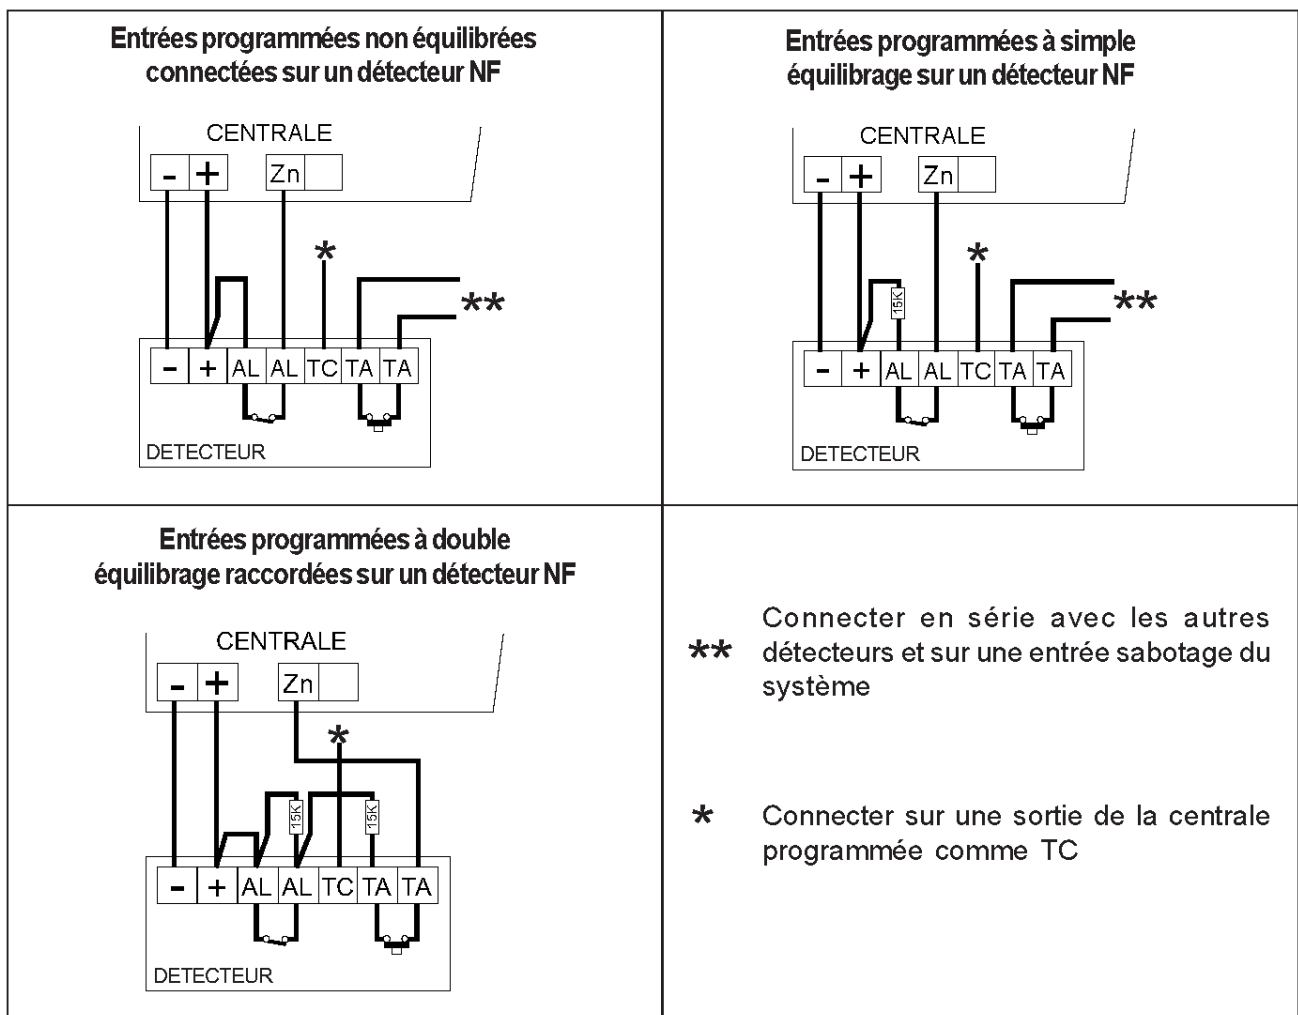 Entrées programmées non équilibrées
connectées sur un détecteur NF
CENTRALE
- + Zn
*
**
- + AL AL TC TA TA
DETECTEUR
Entrées programmées à simple
équilibrage sur un détecteur NF
CENTRALE
- + Zn
*
15K
**
- + AL AL TC TA TA
DETECTEUR
Entrées programmées à double
équilibrage raccordées sur un détecteur NF
CENTRALE
- + Zn
*
15K 15K
- + AL AL TC TA TA
DETECTEUR
** Connecter en série avec les autres
détecteurs et sur une entrée sabotage du
système
* Connecter sur une sortie de la centrale
programmée comme TC